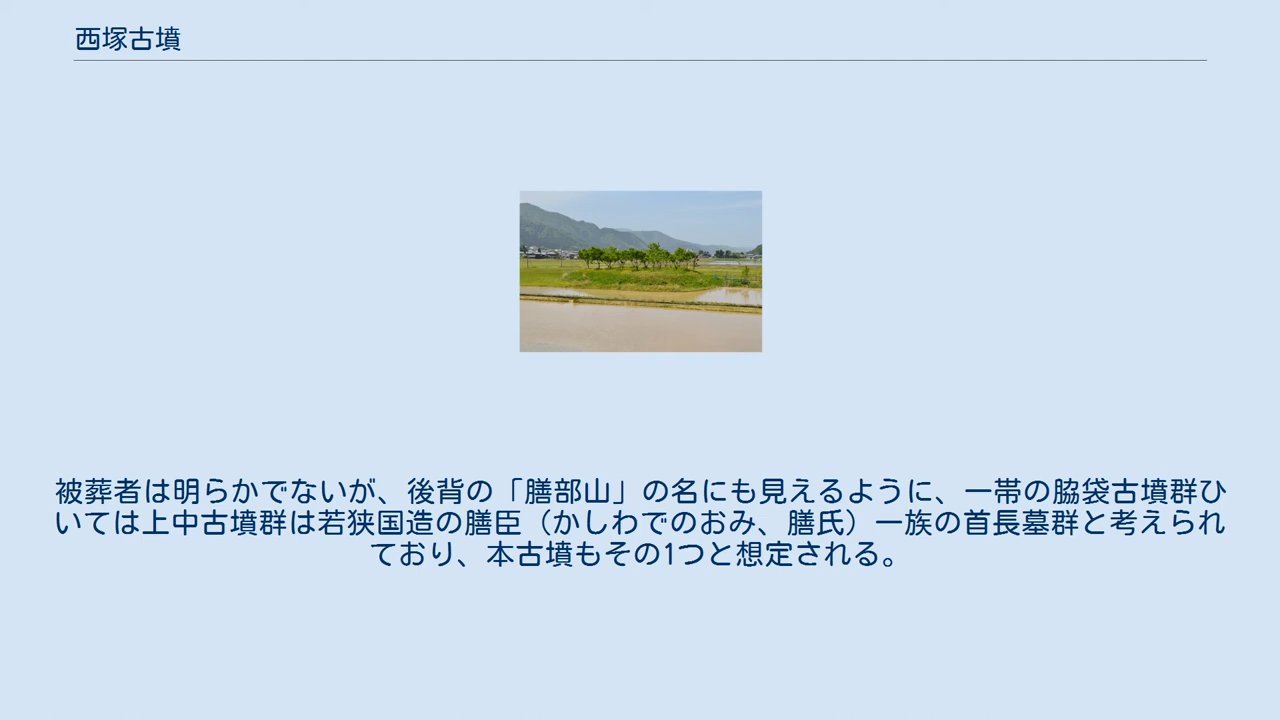 西塚古墳
被葬者は明らかでないが、後背の「膳部山」の名にも見えるように、一帯の脇袋古墳群ひ
いては上中古墳群は若狭国造の膳臣（かしわでのおみ、膳氏）一族の首長墓群と考えられ
ており、本古墳もその1つと想定される。